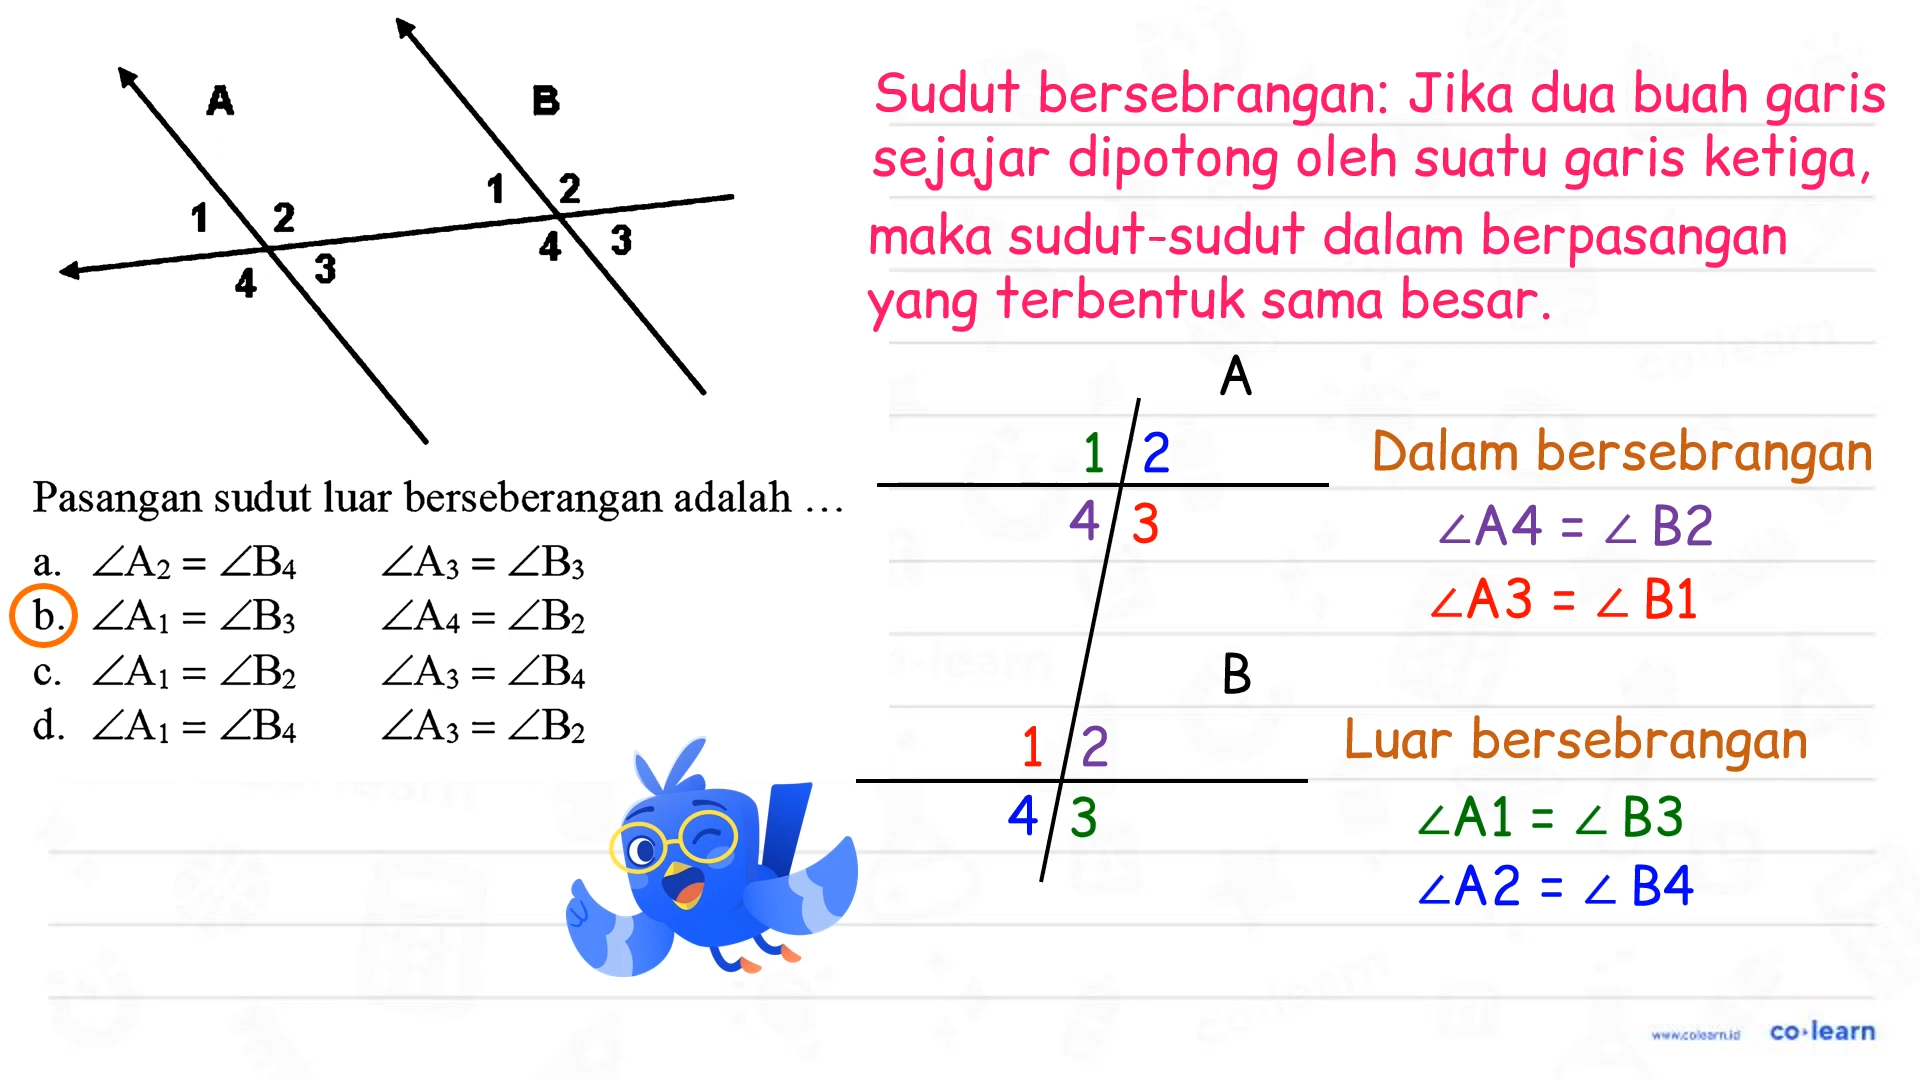 A
B
1 2
1 2
4 3
4 3
Pasangan sudut luar berseberangan adalah ...
a. ∠A₂ = ∠B₄ ∠A₃ = ∠B₃
b. ∠A₁ = ∠B₃ ∠A₄ = ∠B₂
c. ∠A₁ = ∠B₂ ∠A₃ = ∠B₄
d. ∠A₁ = ∠B₄ ∠A₃ = ∠B₂
Sudut bersebrangan: Jika dua buah garis
sejajar dipotong oleh suatu garis ketiga,
maka sudut-sudut dalam berpasangan
yang terbentuk sama besar.
A
1 2
4 3
B
1 2
4 3
Dalam bersebrangan
∠A4 = ∠ B2
∠A3 = ∠ B1
Luar bersebrangan
∠A1 = ∠ B3
∠A2 = ∠ B4
www.colearn.id co·learn